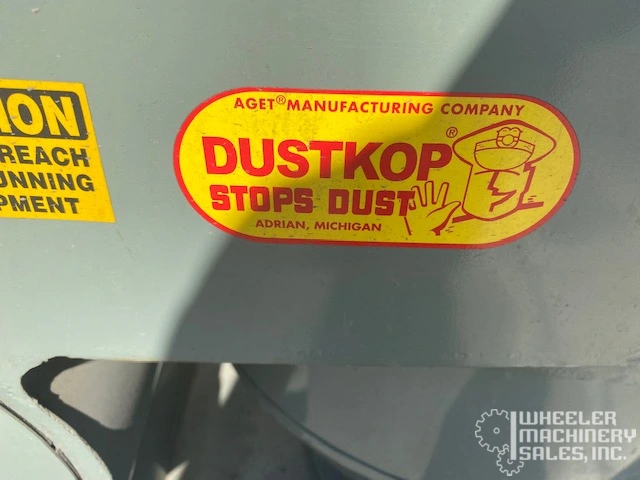 ION
REACH
UNNING
PMENT
AGET® MANUFACTURING COMPANY
DUSTKOP®
STOPS DUST
ADRIAN, MICHIGAN
WHEELER
MACHINERY
SALES, INC.